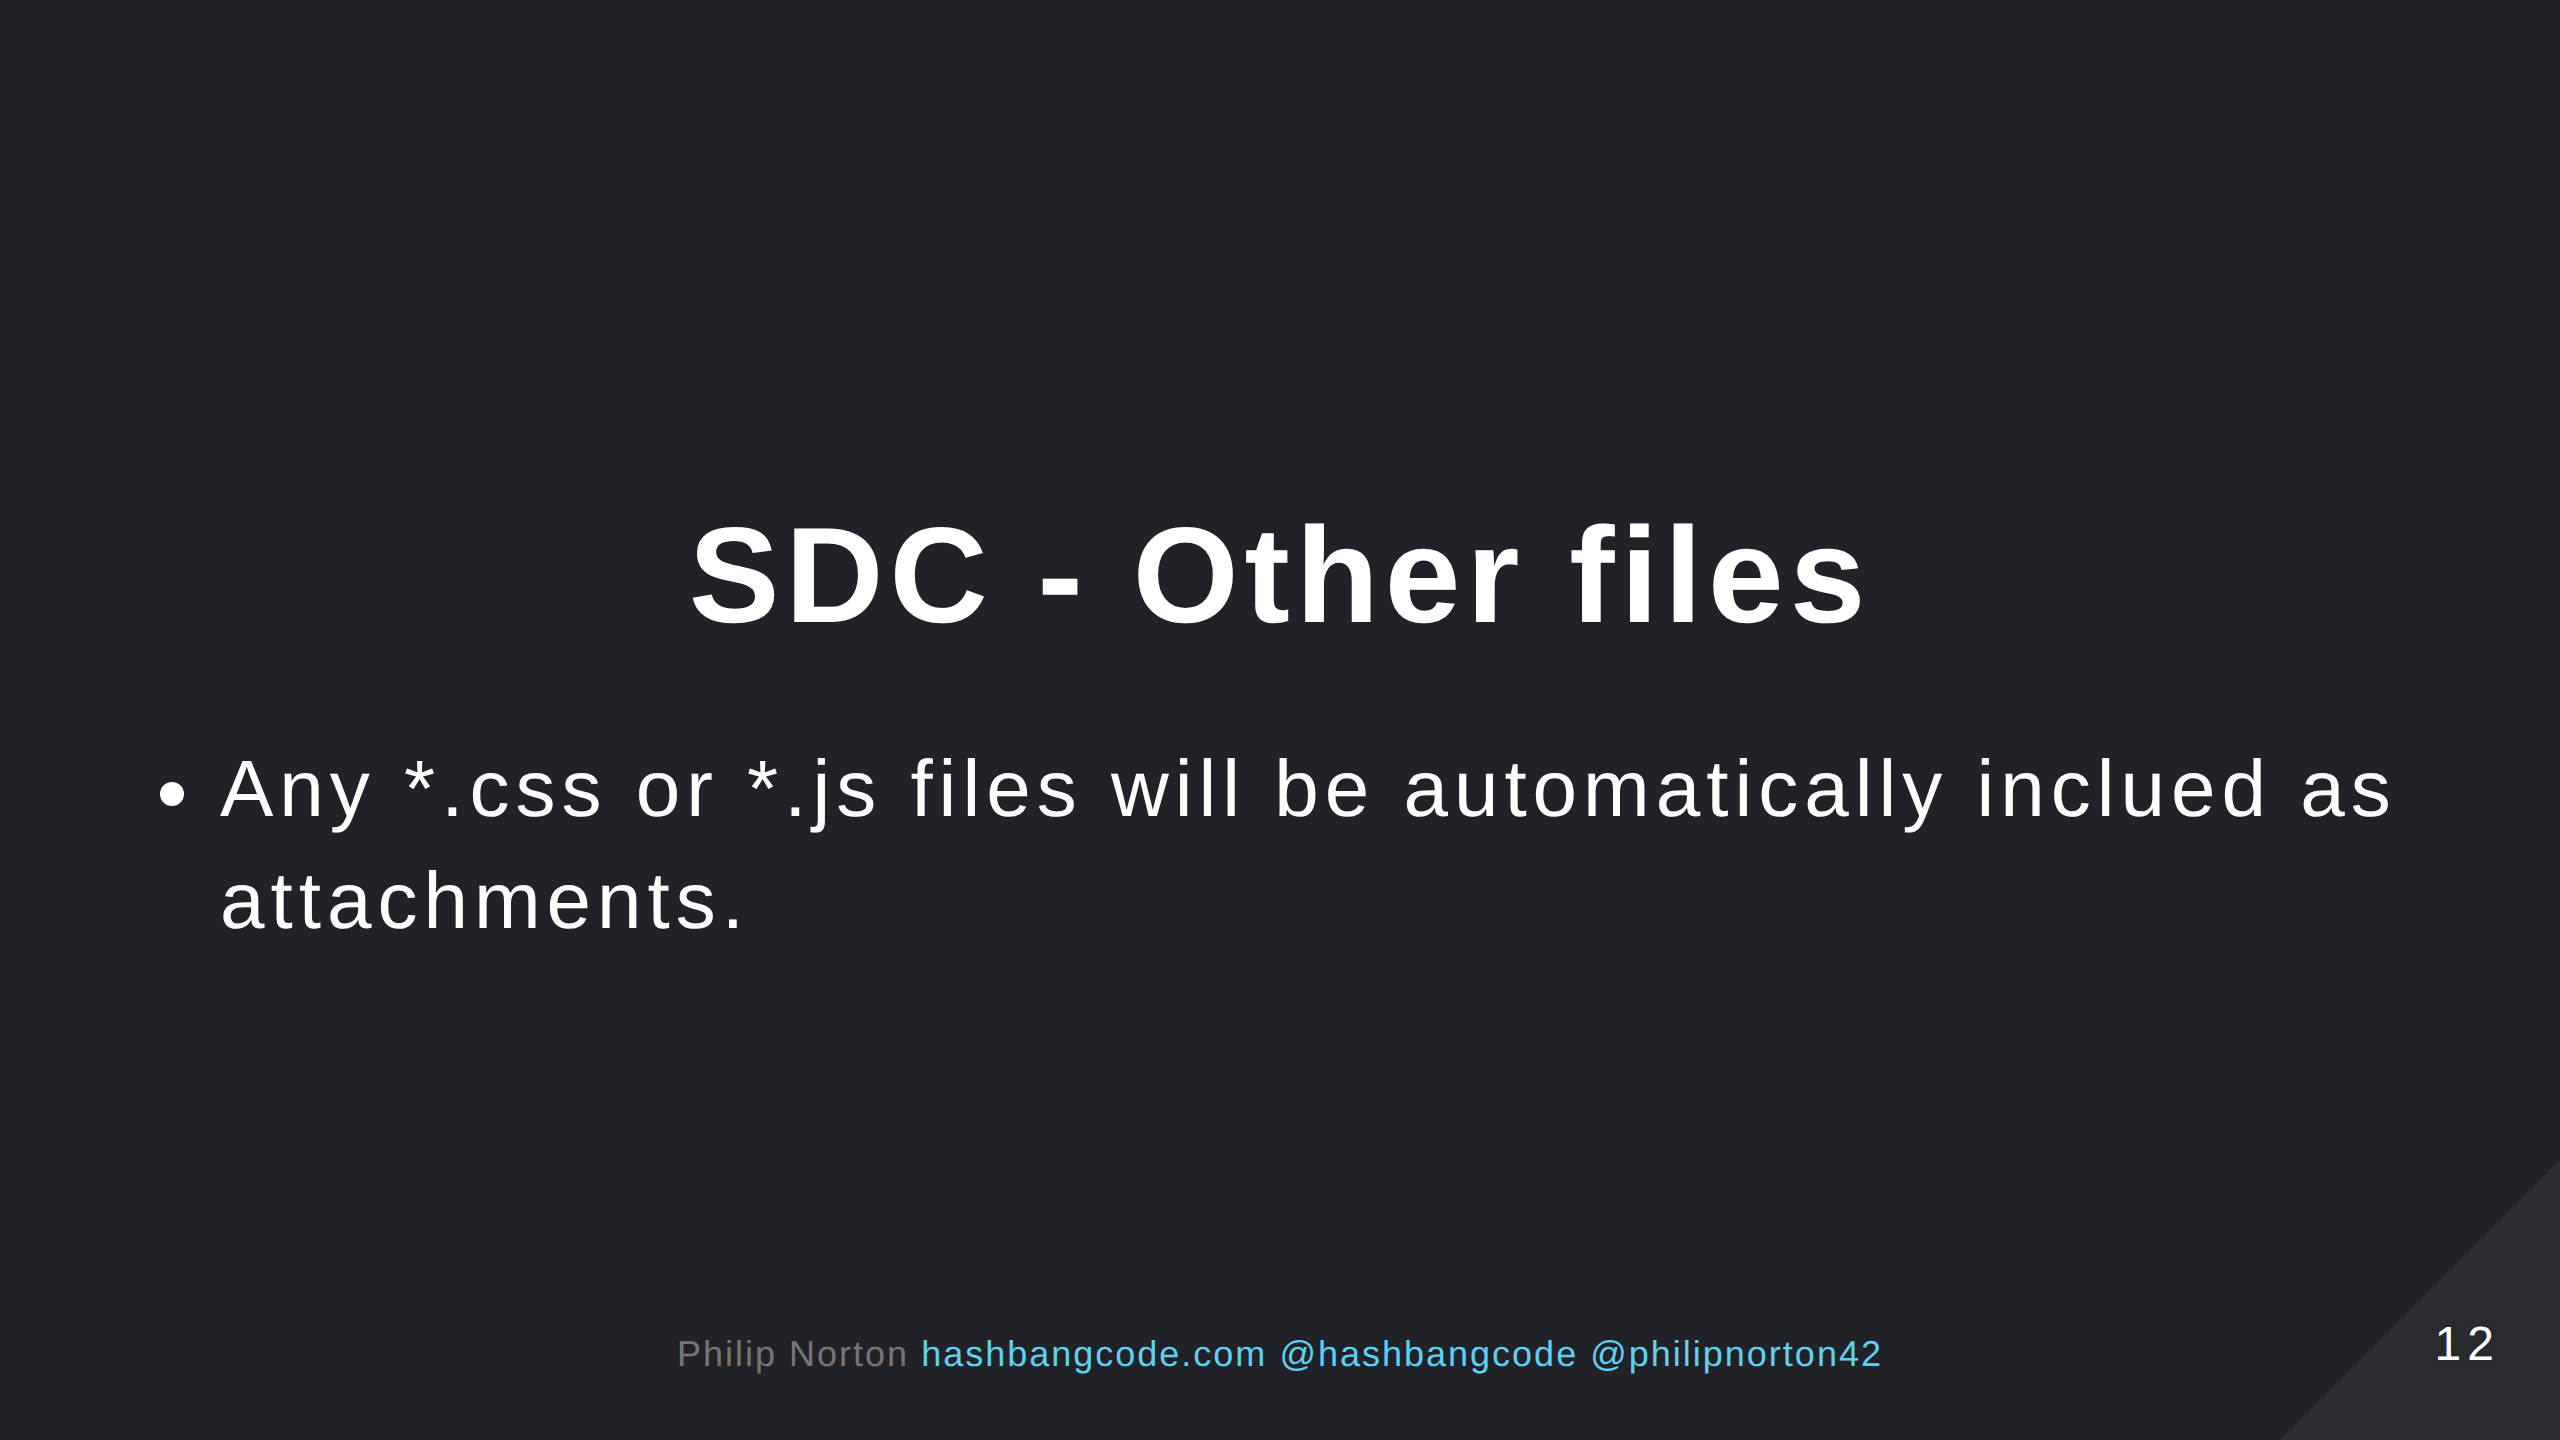 SDC - Other files
• Any *.css or *.js files will be automatically inclued as
attachments.
Philip Norton hashbangcode.com @hashbangcode @philipnorton42
12